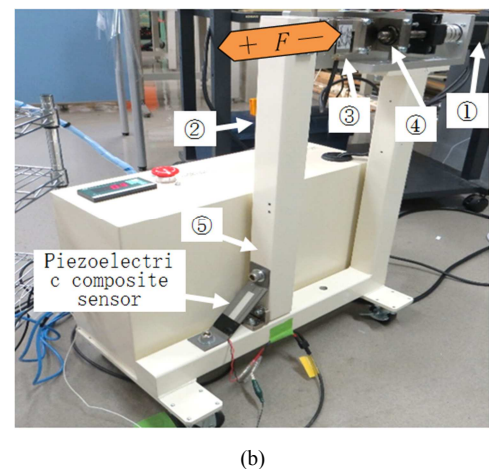 + F −
①
②
③
④
⑤
Piezoelectri
c composite
sensor
(b)